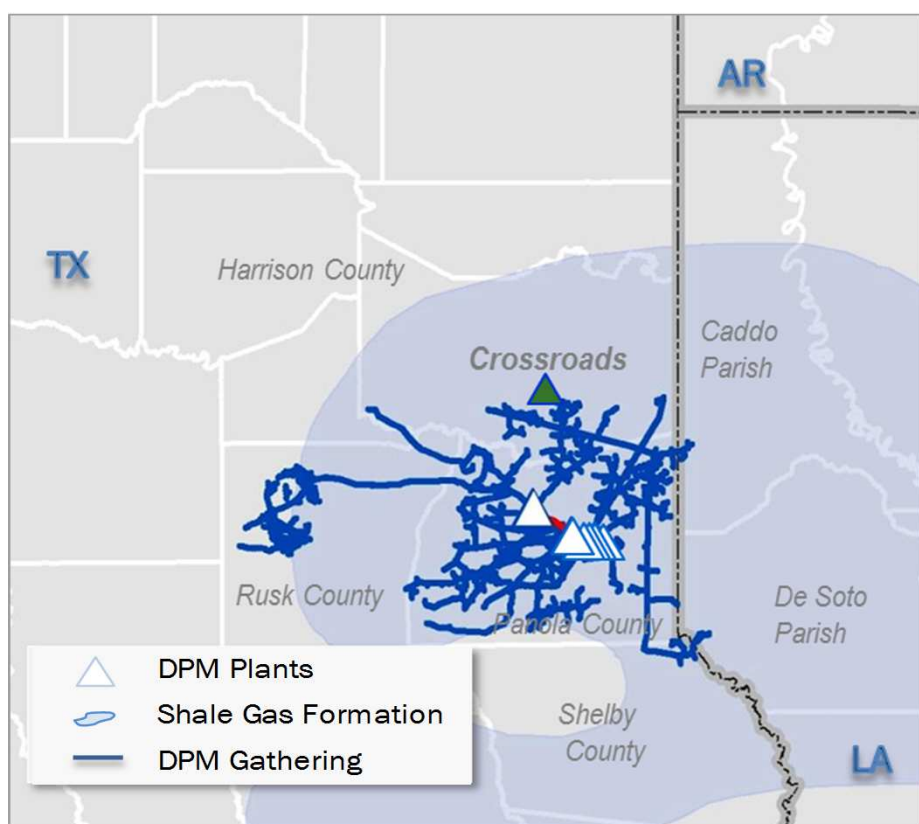 AR
TX
Harrison County
Caddo
Parish
Crossroads
Rusk County
Panola County
De Soto
Parish
Shelby
County
LA
DPM Plants
Shale Gas Formation
DPM Gathering